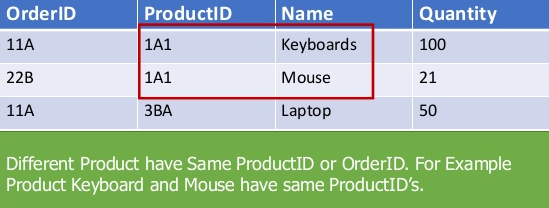 OrderID ProductID Name Quantity
11A 1A1 Keyboards 100
22B 1A1 Mouse 21
11A 3BA Laptop 50
Different Product have Same ProductID or OrderID. For Example
Product Keyboard and Mouse have same ProductID’s.